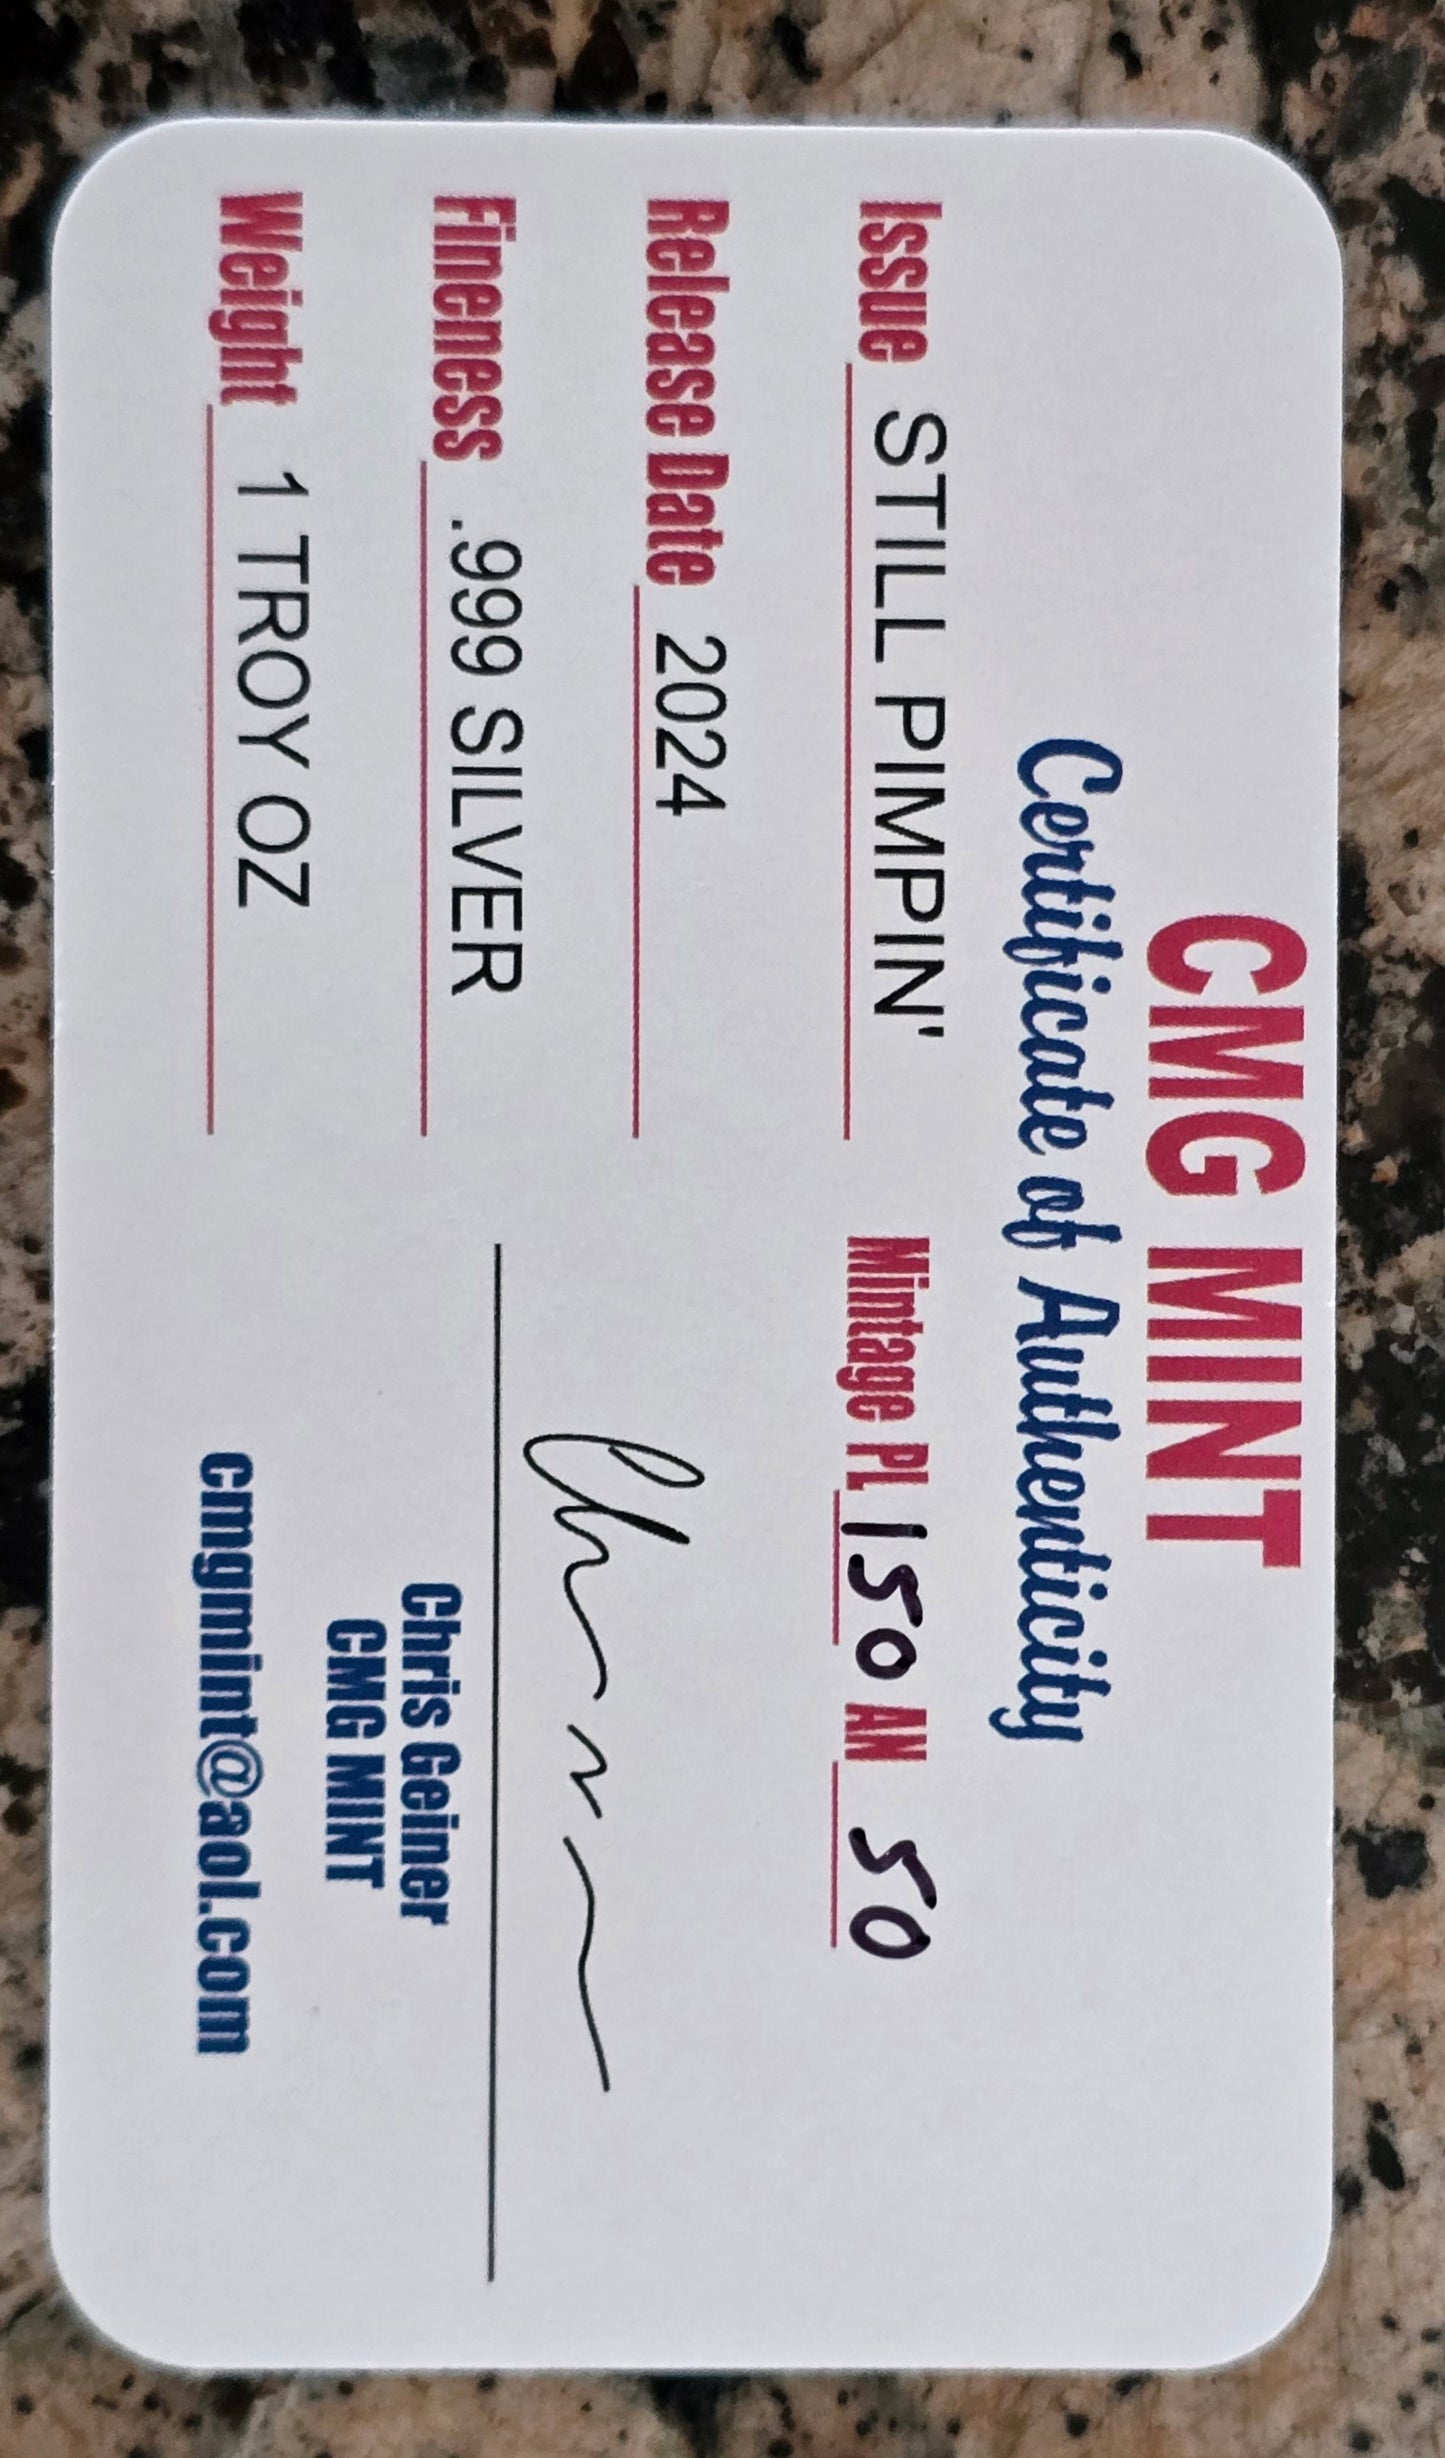 CMG MINT
Certificate of Authenticity
Issue STILL PIMPIN'
Mintage PL 150 AN 50
Release Date 2024
Fineness .999 SILVER
Weight 1 TROY OZ
Chris Geiner
CMG MINT
cmgmint@aol.com